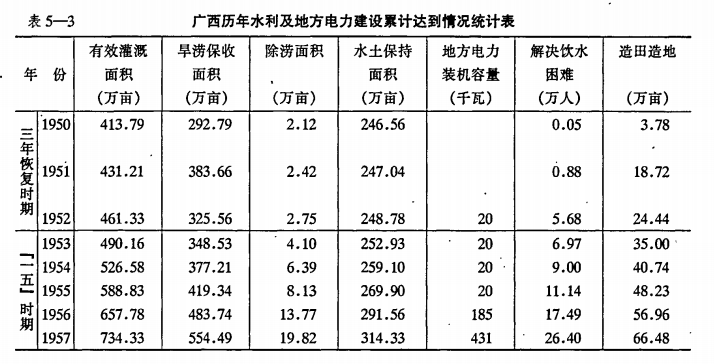 表 5—3 广西历年水利及地方电力建设累计达到情况统计表
年 份 有效灌溉面积(万亩) 旱涝保收面积(万亩) 除涝面积(万亩) 水土保持面积(万亩) 地方电力装机容量(千瓦) 解决饮水困难(万人) 造田造地(万亩)
三年恢复时期
1950 413.79 292.79 2.12 246.56 0.05 3.78
1951 431.21 383.66 2.42 247.04 0.88 18.72
1952 461.33 325.56 2.75 248.78 20 5.68 24.44
『一五』时期
1953 490.16 348.53 4.10 252.93 20 6.97 35.00
1954 526.58 377.21 6.39 259.10 20 9.00 40.74
1955 588.83 419.34 8.13 269.90 20 11.14 48.23
1956 657.78 483.74 13.77 291.56 185 17.49 56.96
1957 734.33 554.49 19.82 314.33 431 26.40 66.48